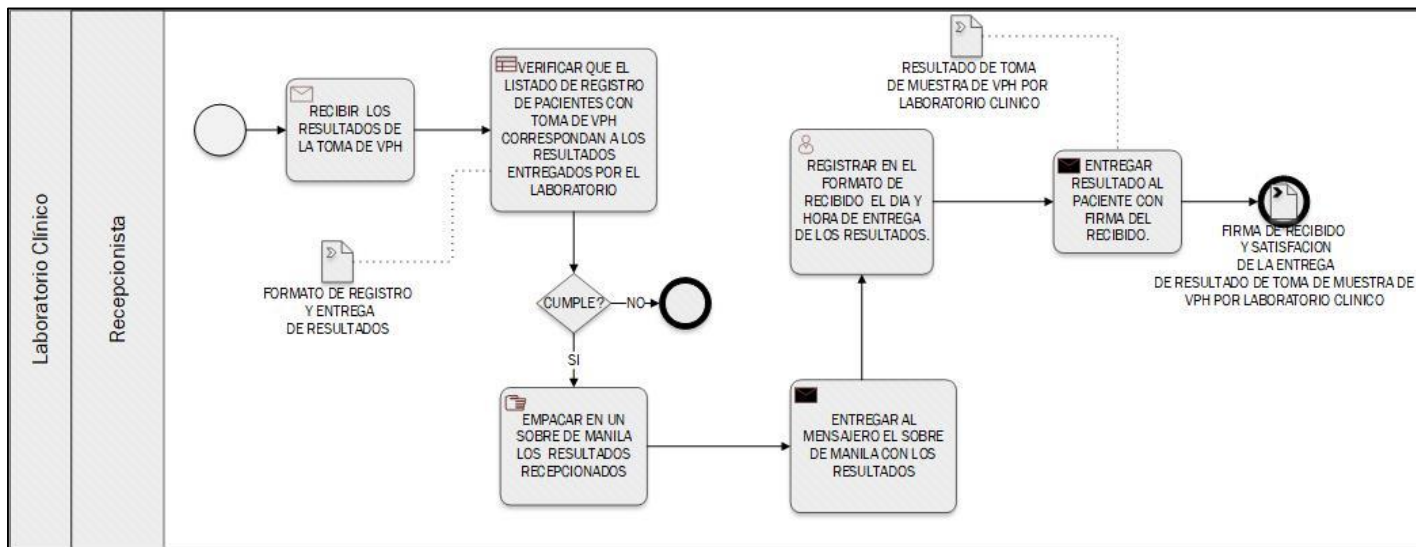 Laboratorio Clínico
Recepcionista
RECIBIR LOS
RESULTADOS DE
LA TOMA DE VPH
VERIFICAR QUE EL
LISTADO DE REGISTRO
DE PACIENTES CON
TOMA DE VPH
CORRESPONDAN A LOS
RESULTADOS
ENTREGADOS POR EL
LABORATORIO
FORMATO DE REGISTRO
Y ENTREGA
DE RESULTADOS
CUMPLE?
NO
SI
EMPACAR EN UN
SOBRE DE MANILA
LOS RESULTADOS
RECEPCIONADOS
ENTREGAR AL
MENSAJERO EL SOBRE
DE MANILA CON LOS
RESULTADOS
REGISTRAR EN EL
FORMATO DE
RECIBIDO EL DIA Y
HORA DE ENTREGA
DE LOS RESULTADOS.
RESULTADO DE TOMA
DE MUESTRA DE VPH POR
LABORATORIO CLINICO
ENTREGAR
RESULTADO AL
PACIENTE CON
FIRMA DEL
RECIBIDO.
FIRMA DE RECIBIDO
Y SATISFACION
DE LA ENTREGA
DE RESULTADO DE TOMA DE MUESTRA DE
VPH POR LABORATORIO CLINICO